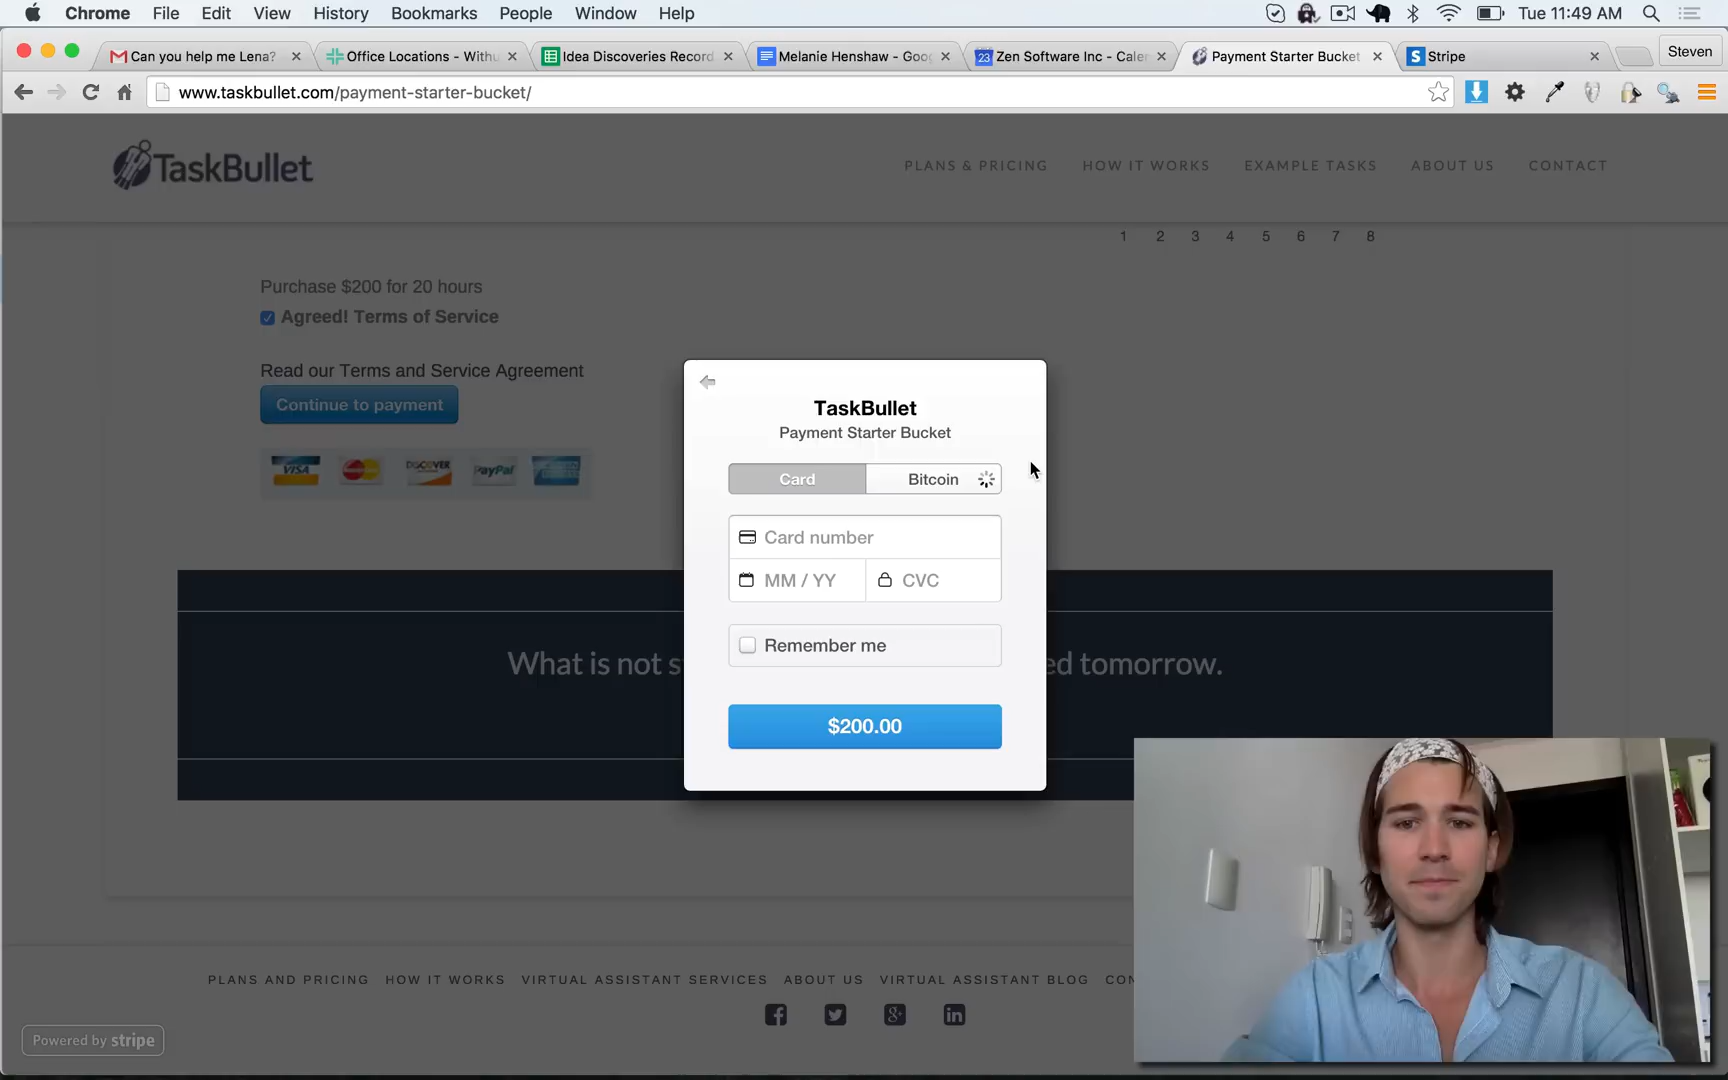 Chrome File Edit View History Bookmarks People Window Help Tue 11:49 AM
Can you help me Lena? Office Locations - Withu Idea Discoveries Record Melanie Henshaw - Goog 23 Zen Software Inc - Calen Payment Starter Bucket Stripe Steven
www.taskbullet.com/payment-starter-bucket/
TaskBullet PLANS & PRICING HOW IT WORKS EXAMPLE TASKS ABOUT US CONTACT
1 2 3 4 5 6 7 8
Purchase $200 for 20 hours
Agreed! Terms of Service
Read our Terms and Service Agreement
Continue to payment
VISA MasterCard DISCOVER PayPal
TaskBullet
Payment Starter Bucket
Card Bitcoin
Card number
MM / YY CVC
Remember me
$200.00
What is not s ed tomorrow.
PLANS AND PRICING HOW IT WORKS VIRTUAL ASSISTANT SERVICES ABOUT US VIRTUAL ASSISTANT BLOG CON
Powered by stripe